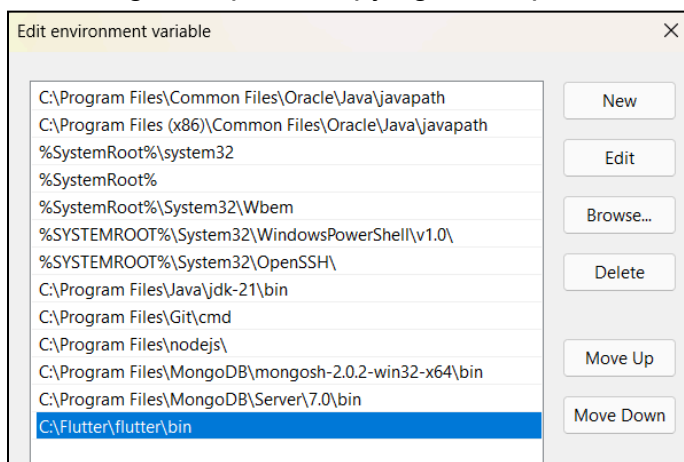 Edit environment variable
C:\Program Files\Common Files\Oracle\Java\javapath
C:\Program Files (x86)\Common Files\Oracle\Java\javapath
%SystemRoot%\system32
%SystemRoot%
%SystemRoot%\System32\Wbem
%SYSTEMROOT%\System32\WindowsPowerShell\v1.0\
%SYSTEMROOT%\System32\OpenSSH\
C:\Program Files\Java\jdk-21\bin
C:\Program Files\Git\cmd
C:\Program Files\nodejs\
C:\Program Files\MongoDB\mongosh-2.0.2-win32-x64\bin
C:\Program Files\MongoDB\Server\7.0\bin
C:\Flutter\flutter\bin
New
Edit
Browse...
Delete
Move Up
Move Down